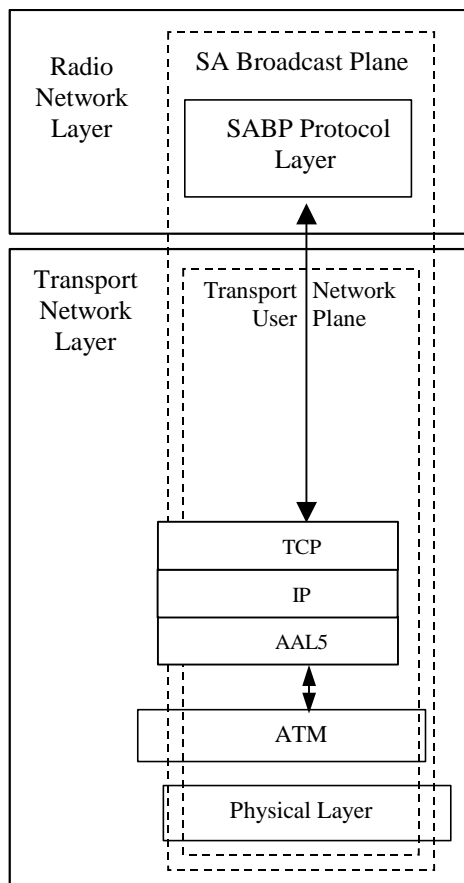 Radio
Network
Layer
SA Broadcast Plane
SABP Protocol
Layer
Transport
Network
Layer
Transport Network
User Plane
TCP
IP
AAL5
ATM
Physical Layer